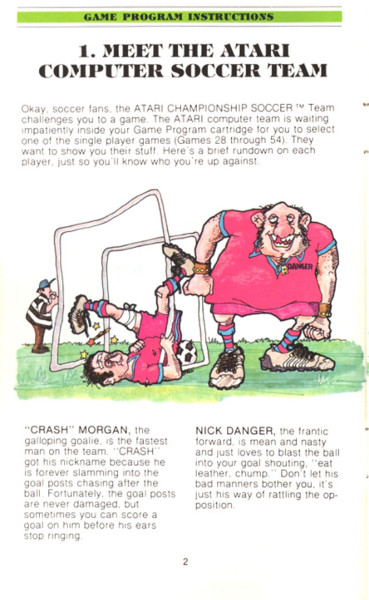 GAME PROGRAM INSTRUCTIONS
1. MEET THE ATARI
COMPUTER SOCCER TEAM
Okay, soccer fans, the ATARI CHAMPIONSHIP SOCCER™ Team
challenges you to a game. The ATARI computer team is waiting
impatiently inside your Game Program cartridge for you to select
one of the single player games (Games 28 through 54). They
want to show you their stuff. Here's a brief rundown on each
player, just so you'll know who you're up against.
DANGER
"CRASH" MORGAN, the
galloping goalie, is the fastest
man on the team. "CRASH"
got his nickname because he
is forever slamming into the
goal posts chasing after the
ball. Fortunately, the goal posts
are never damaged, but
sometimes you can score a
goal on him before his ears
stop ringing.
NICK DANGER, the frantic
forward, is mean and nasty
and just loves to blast the ball
into your goal shouting, "eat
leather, chump." Don't let his
bad manners bother you, it's
just his way of rattling the op-
position.
2